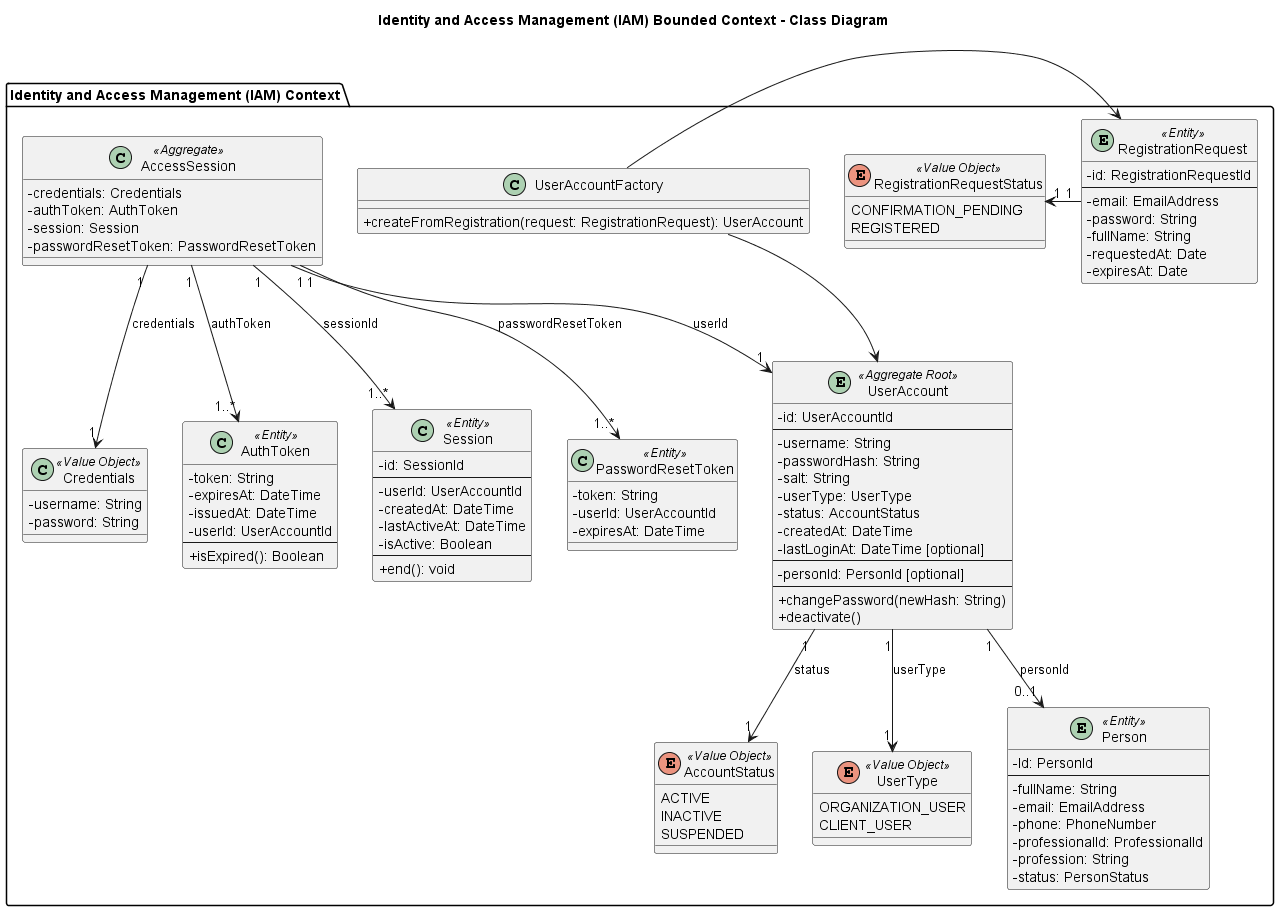 Identity and Access Management (IAM) Bounded Context - Class Diagram
Identity and Access Management (IAM) Context
C
«Aggregate»
AccessSession
-credentials: Credentials
-authToken: AuthToken
-session: Session
-passwordResetToken: PasswordResetToken
C
UserAccountFactory
+createFromRegistration(request: RegistrationRequest): UserAccount
E
«Value Object»
RegistrationRequestStatus
CONFIRMATION_PENDING
REGISTERED
1 1
E
«Entity»
RegistrationRequest
-id: RegistrationRequestId
-email: EmailAddress
-password: String
-fullName: String
-requestedAt: Date
-expiresAt: Date
1
1
1
1 1
credentials
authToken
sessionId
passwordResetToken
userId
1
1..*
1..*
1..*
1
C
«Value Object»
Credentials
-username: String
-password: String
C
«Entity»
AuthToken
-token: String
-expiresAt: DateTime
-issuedAt: DateTime
-userId: UserAccountId
+isExpired(): Boolean
C
«Entity»
Session
-id: SessionId
-userId: UserAccountId
-createdAt: DateTime
-lastActiveAt: DateTime
-isActive: Boolean
+end(): void
C
«Entity»
PasswordResetToken
-token: String
-userId: UserAccountId
-expiresAt: DateTime
E
«Aggregate Root»
UserAccount
-id: UserAccountId
-username: String
-passwordHash: String
-salt: String
-userType: UserType
-status: AccountStatus
-createdAt: DateTime
-lastLoginAt: DateTime [optional]
-personId: PersonId [optional]
+changePassword(newHash: String)
+deactivate()
1
1
1
status
userType
personId
1
1
0..1
E
«Value Object»
AccountStatus
ACTIVE
INACTIVE
SUSPENDED
E
«Value Object»
UserType
ORGANIZATION_USER
CLIENT_USER
E
«Entity»
Person
-Id: PersonId
-fullName: String
-email: EmailAddress
-phone: PhoneNumber
-professionalId: ProfessionalId
-profession: String
-status: PersonStatus